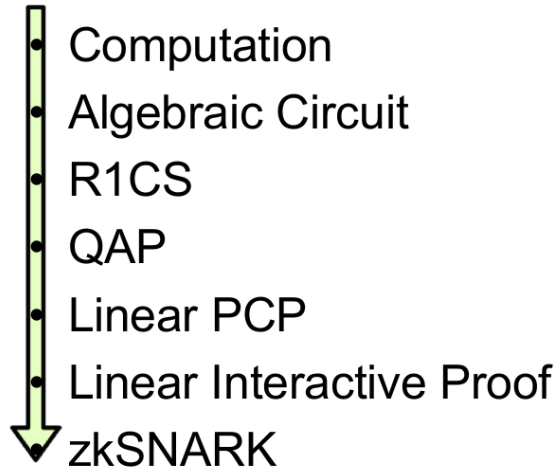 Computation
Algebraic Circuit
R1CS
QAP
Linear PCP
Linear Interactive Proof
zkSNARK